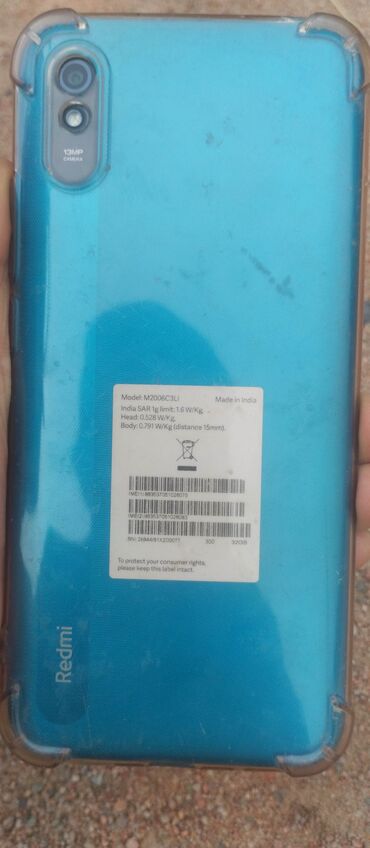 13MP
CAMERA
Model: M2006C3LI Made in India
India SAR 1g limit: 1.6 W/Kg,
Head: 0.528 W/Kg,
Body: 0.791 W/Kg (distance 15mm).
300 32GB
To protect your consumer rights,
please keep this label intact.
Redmi